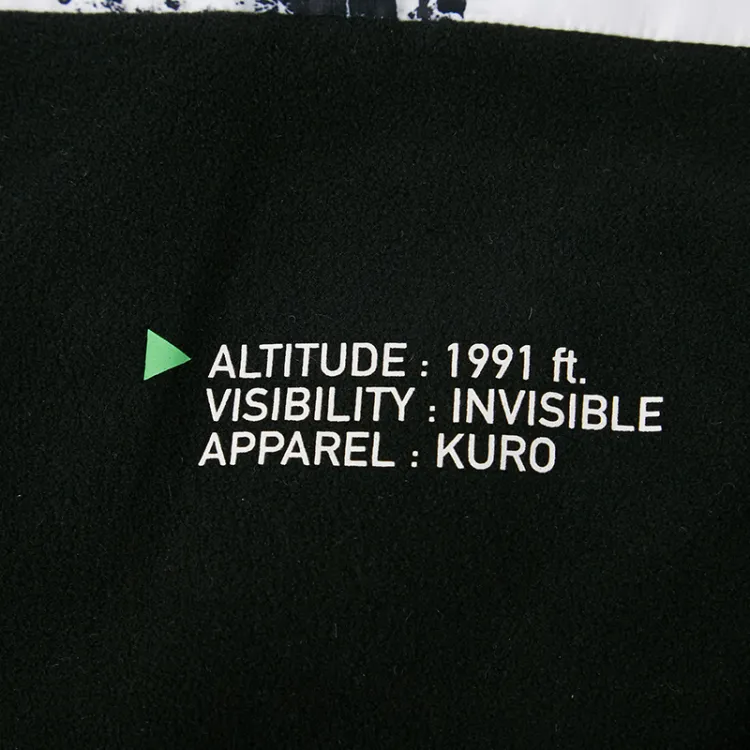 ALTITUDE : 1991 ft.
VISIBILITY : INVISIBLE
APPAREL : KURO